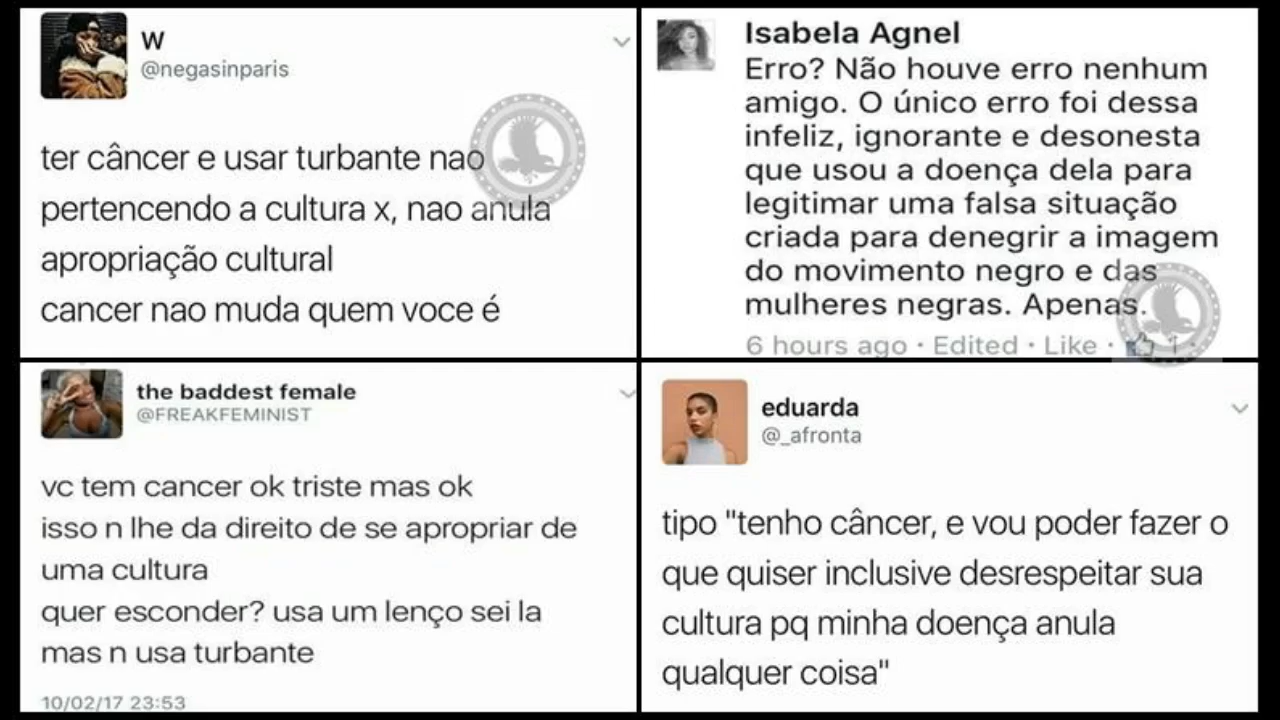 W
@negasinparis
ter câncer e usar turbante nao
pertencendo a cultura x, nao anula
apropriação cultural
cancer nao muda quem voce é
Isabela Agnel
Erro? Não houve erro nenhum
amigo. O único erro foi dessa
infeliz, ignorante e desonesta
que usou a doença dela para
legitimar uma falsa situação
criada para denegrir a imagem
do movimento negro e das
mulheres negras. Apenas.
6 hours ago · Edited · Like · 1
the baddest female
@FREAKFEMINIST
vc tem cancer ok triste mas ok
isso n lhe da direito de se apropriar de
uma cultura
quer esconder? usa um lenço sei la
mas n usa turbante
10/02/17 23:53
eduarda
@_afronta
tipo "tenho câncer, e vou poder fazer o
que quiser inclusive desrespeitar sua
cultura pq minha doença anula
qualquer coisa"